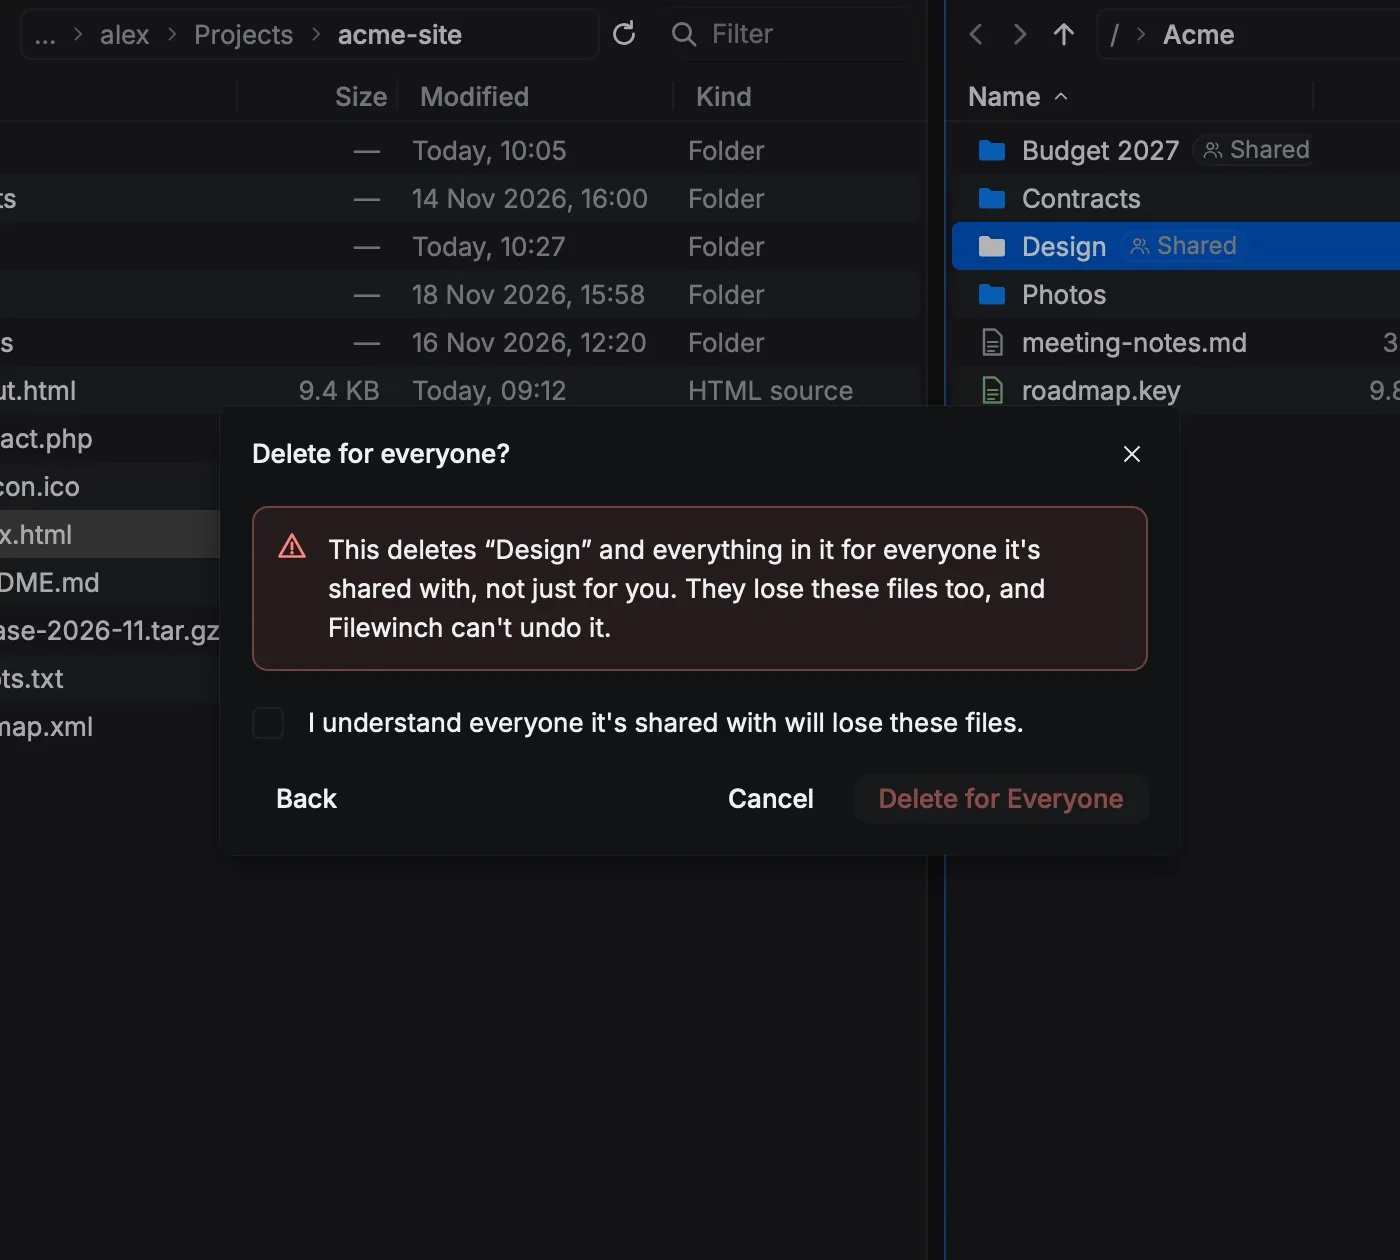 ... > alex > Projects > acme-site
Filter
/ > Acme
Size Modified Kind
Name
— Today, 10:05 Folder
Budget 2027 Shared
ts — 14 Nov 2026, 16:00 Folder
Contracts
— Today, 10:27 Folder
Design Shared
— 18 Nov 2026, 15:58 Folder
Photos
s — 16 Nov 2026, 12:20 Folder
meeting-notes.md 3
ut.html 9.4 KB Today, 09:12 HTML source
roadmap.key 9.8
act.php
con.ico
x.html
DME.md
ase-2026-11.tar.gz
ots.txt
map.xml
Delete for everyone?
This deletes “Design” and everything in it for everyone it's
shared with, not just for you. They lose these files too, and
Filewinch can't undo it.
I understand everyone it's shared with will lose these files.
Back Cancel Delete for Everyone